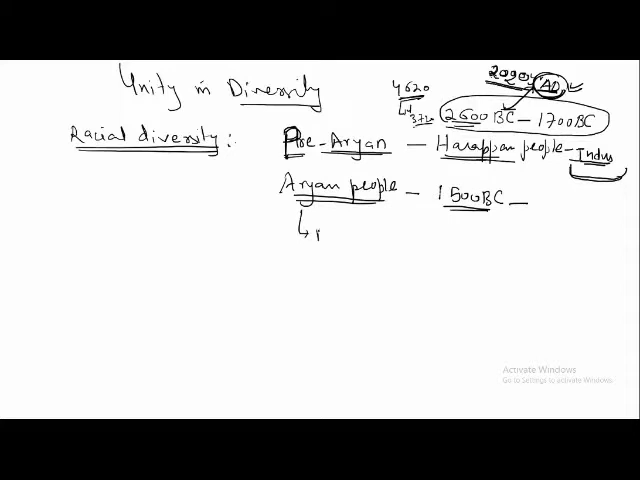 2020 AD
Unity in Diversity
4620
3720
2600 BC - 1700 BC
Racial diversity :
Pre-Aryan - Harappan people - Indus
Aryan people - 1500 BC -
Activate Windows
Go to Settings to activate Windows.